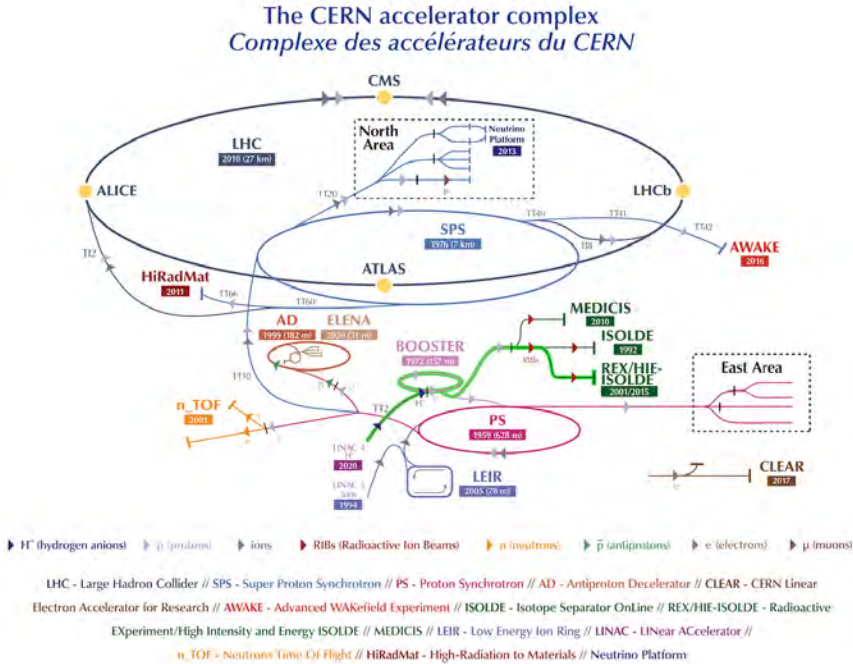 The CERN accelerator complex
Complexe des accélérateurs du CERN
CMS
LHC
2010 (27 km)
North
Area
Neutrino
Platform
2013
ALICE
LHCb
TT20
SPS
1976 (7 km)
TT40
TT41
TT42
TI8
TI2
AWAKE
2016
ATLAS
HiRadMat
2011
TT66
TT60
AD
1999 (182 m)
ELENA
2020 (31 m)
MEDICIS
2010
ISOLDE
1992
RIBs
REX/HIE-
ISOLDE
2001/2015
BOOSTER
1972 (157 m)
East Area
TT10
n_TOF
2001
TT2
H-
PS
1959 (628 m)
LINAC 4
H-
2020
LINAC 3
Ions
1994
LEIR
2005 (78 m)
CLEAR
2017
H- (hydrogen anions)
p (protons)
ions
RIBs (Radioactive Ion Beams)
n (neutrons)
p̄ (antiprotons)
e (electrons)
μ (muons)
LHC - Large Hadron Collider // SPS - Super Proton Synchrotron // PS - Proton Synchrotron // AD - Antiproton Decelerator // CLEAR - CERN Linear
Electron Accelerator for Research // AWAKE - Advanced WAKefield Experiment // ISOLDE - Isotope Separator OnLine // REX/HIE-ISOLDE - Radioactive
EXperiment/High Intensity and Energy ISOLDE // MEDICIS // LEIR - Low Energy Ion Ring // LINAC - LINear ACcelerator //
n_TOF - Neutrons Time Of Flight // HiRadMat - High-Radiation to Materials // Neutrino Platform